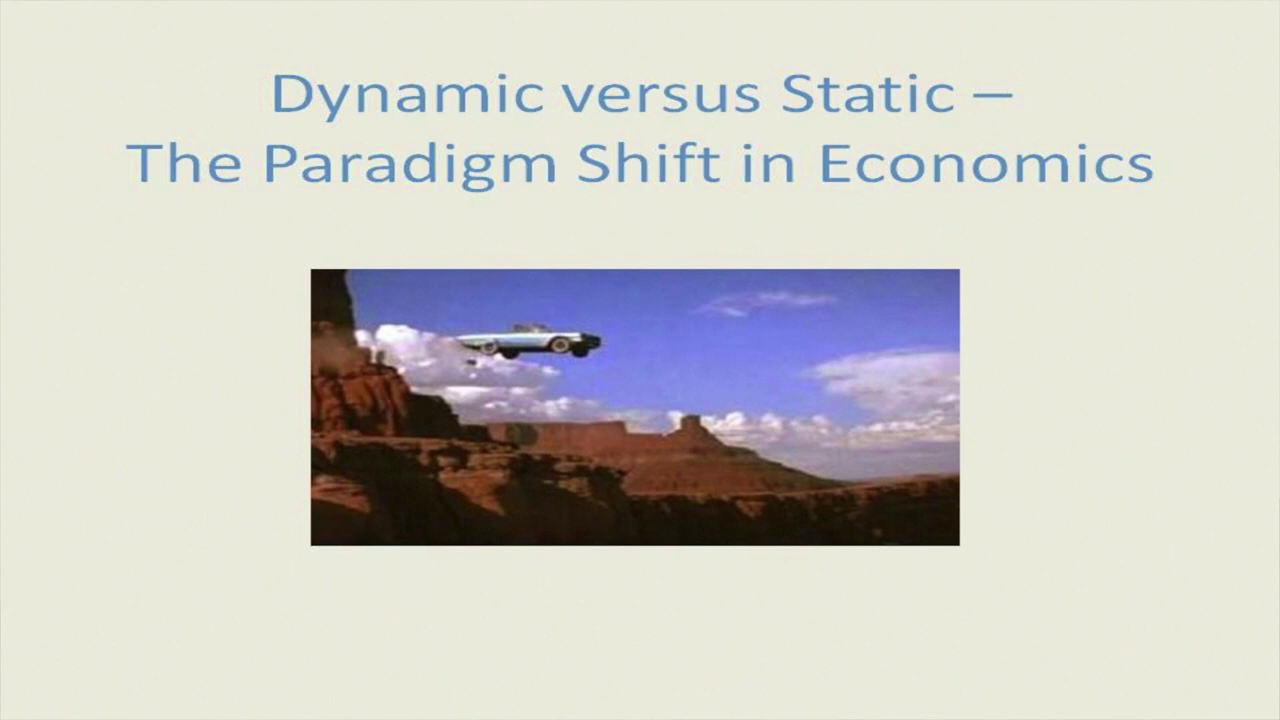 Dynamic versus Static –
The Paradigm Shift in Economics